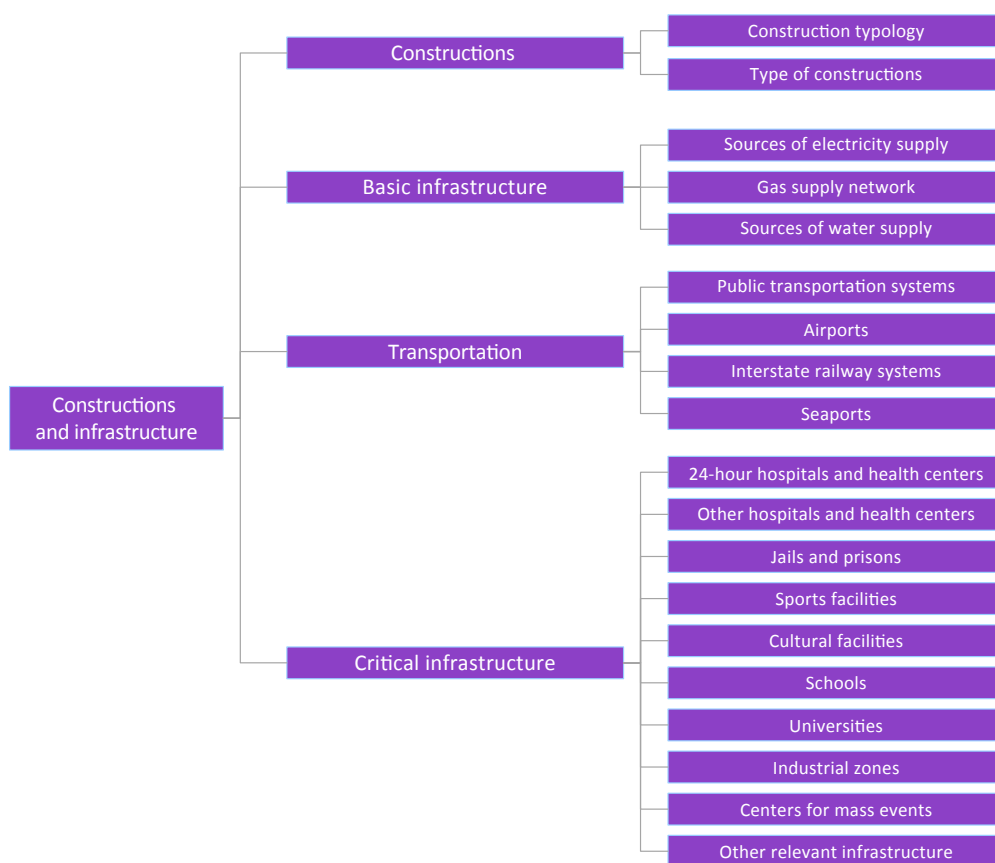 Constructions
and infrastructure
Constructions
Construction typology
Type of constructions
Basic infrastructure
Sources of electricity supply
Gas supply network
Sources of water supply
Transportation
Public transportation systems
Airports
Interstate railway systems
Seaports
Critical infrastructure
24-hour hospitals and health centers
Other hospitals and health centers
Jails and prisons
Sports facilities
Cultural facilities
Schools
Universities
Industrial zones
Centers for mass events
Other relevant infrastructure